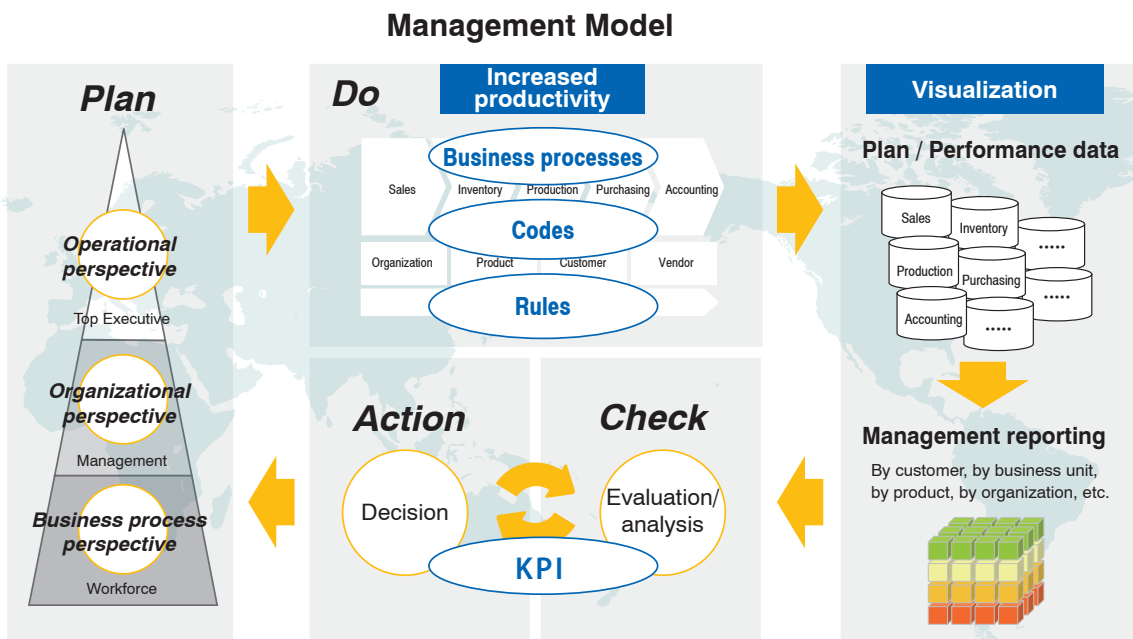 Management Model
Plan
Operational
perspective
Top Executive
Organizational
perspective
Management
Business process
perspective
Workforce
Do
Increased
productivity
Business processes
Sales
Inventory
Production
Purchasing
Accounting
Codes
Organization
Product
Customer
Vendor
Rules
Action
Decision
Check
Evaluation/
analysis
KPI
Visualization
Plan / Performance data
Sales
Inventory
.....
Production
Purchasing
.....
Accounting
.....
Management reporting
By customer, by business unit,
by product, by organization, etc.